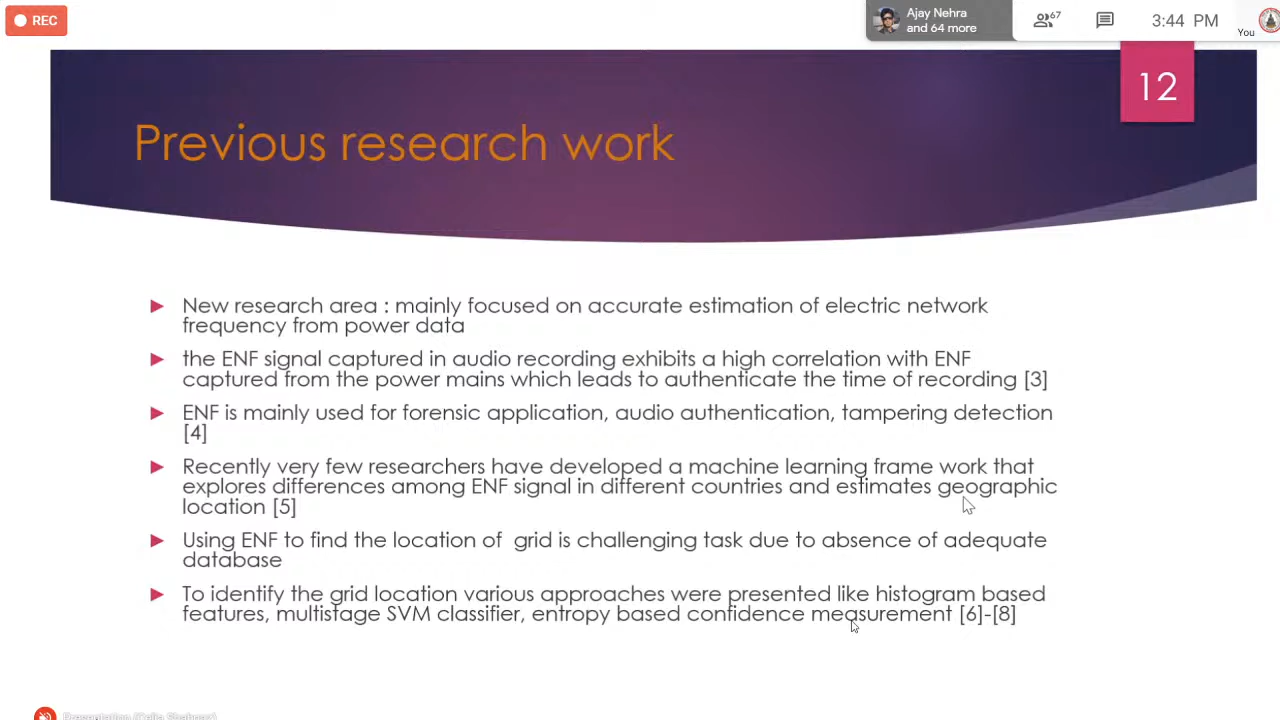 REC
Ajay Nehra
and 64 more
67
3:44 PM
You
12
Previous research work
New research area : mainly focused on accurate estimation of electric network
frequency from power data
the ENF signal captured in audio recording exhibits a high correlation with ENF
captured from the power mains which leads to authenticate the time of recording [3]
ENF is mainly used for forensic application, audio authentication, tampering detection
[4]
Recently very few researchers have developed a machine learning frame work that
explores differences among ENF signal in different countries and estimates geographic
location [5]
Using ENF to find the location of grid is challenging task due to absence of adequate
database
To identify the grid location various approaches were presented like histogram based
features, multistage SVM classifier, entropy based confidence measurement [6]-[8]